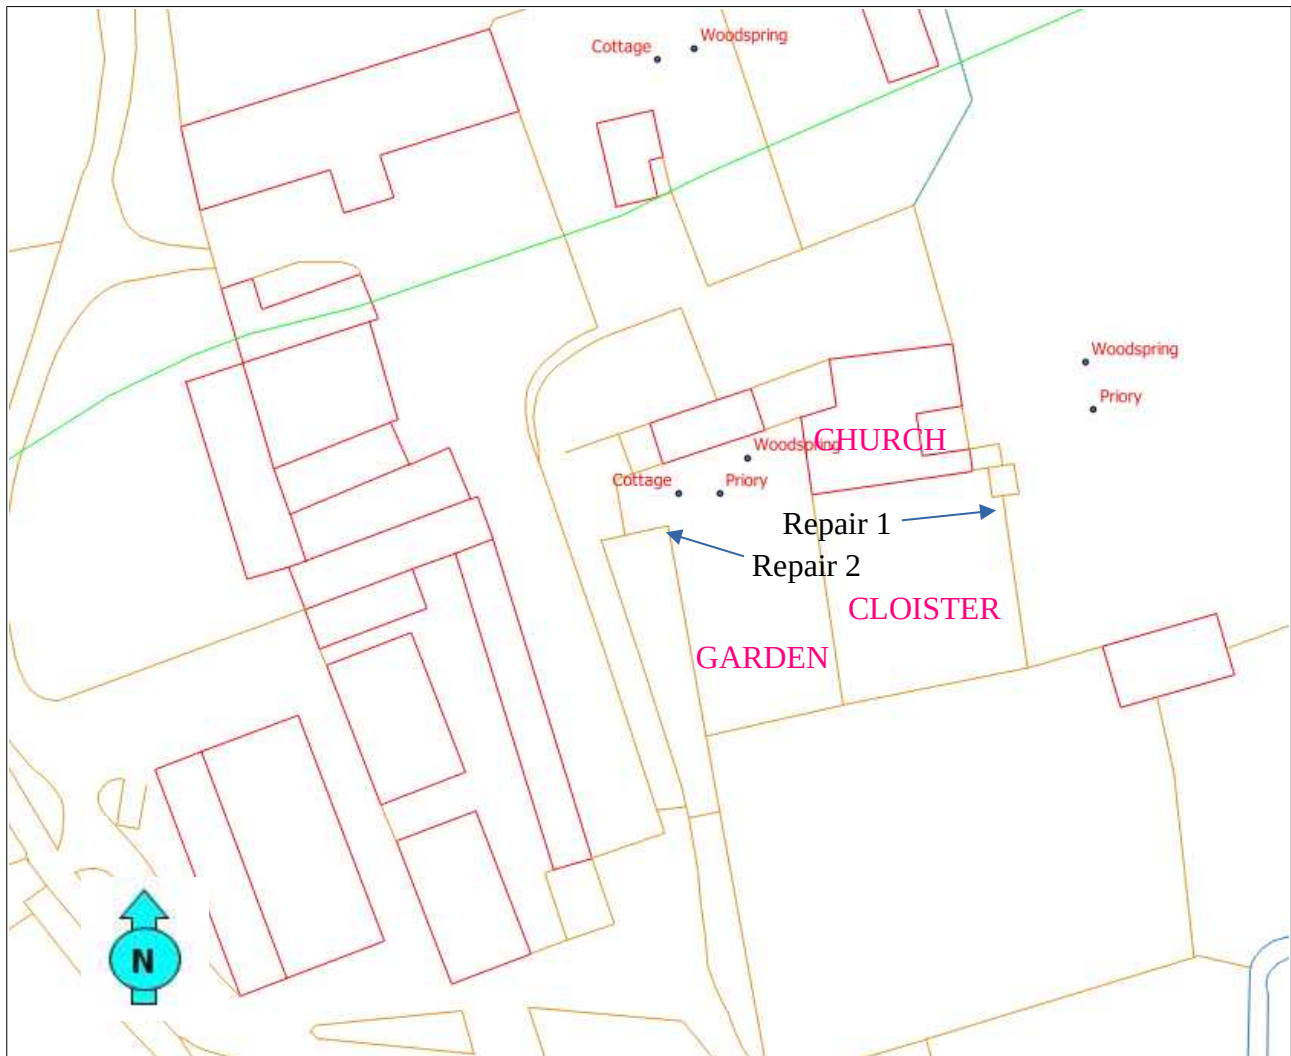 Woodspring
Cottage
Woodspring
Priory
CHURCH
Woodspring
Cottage
Priory
Repair 1
Repair 2
CLOISTER
GARDEN
N